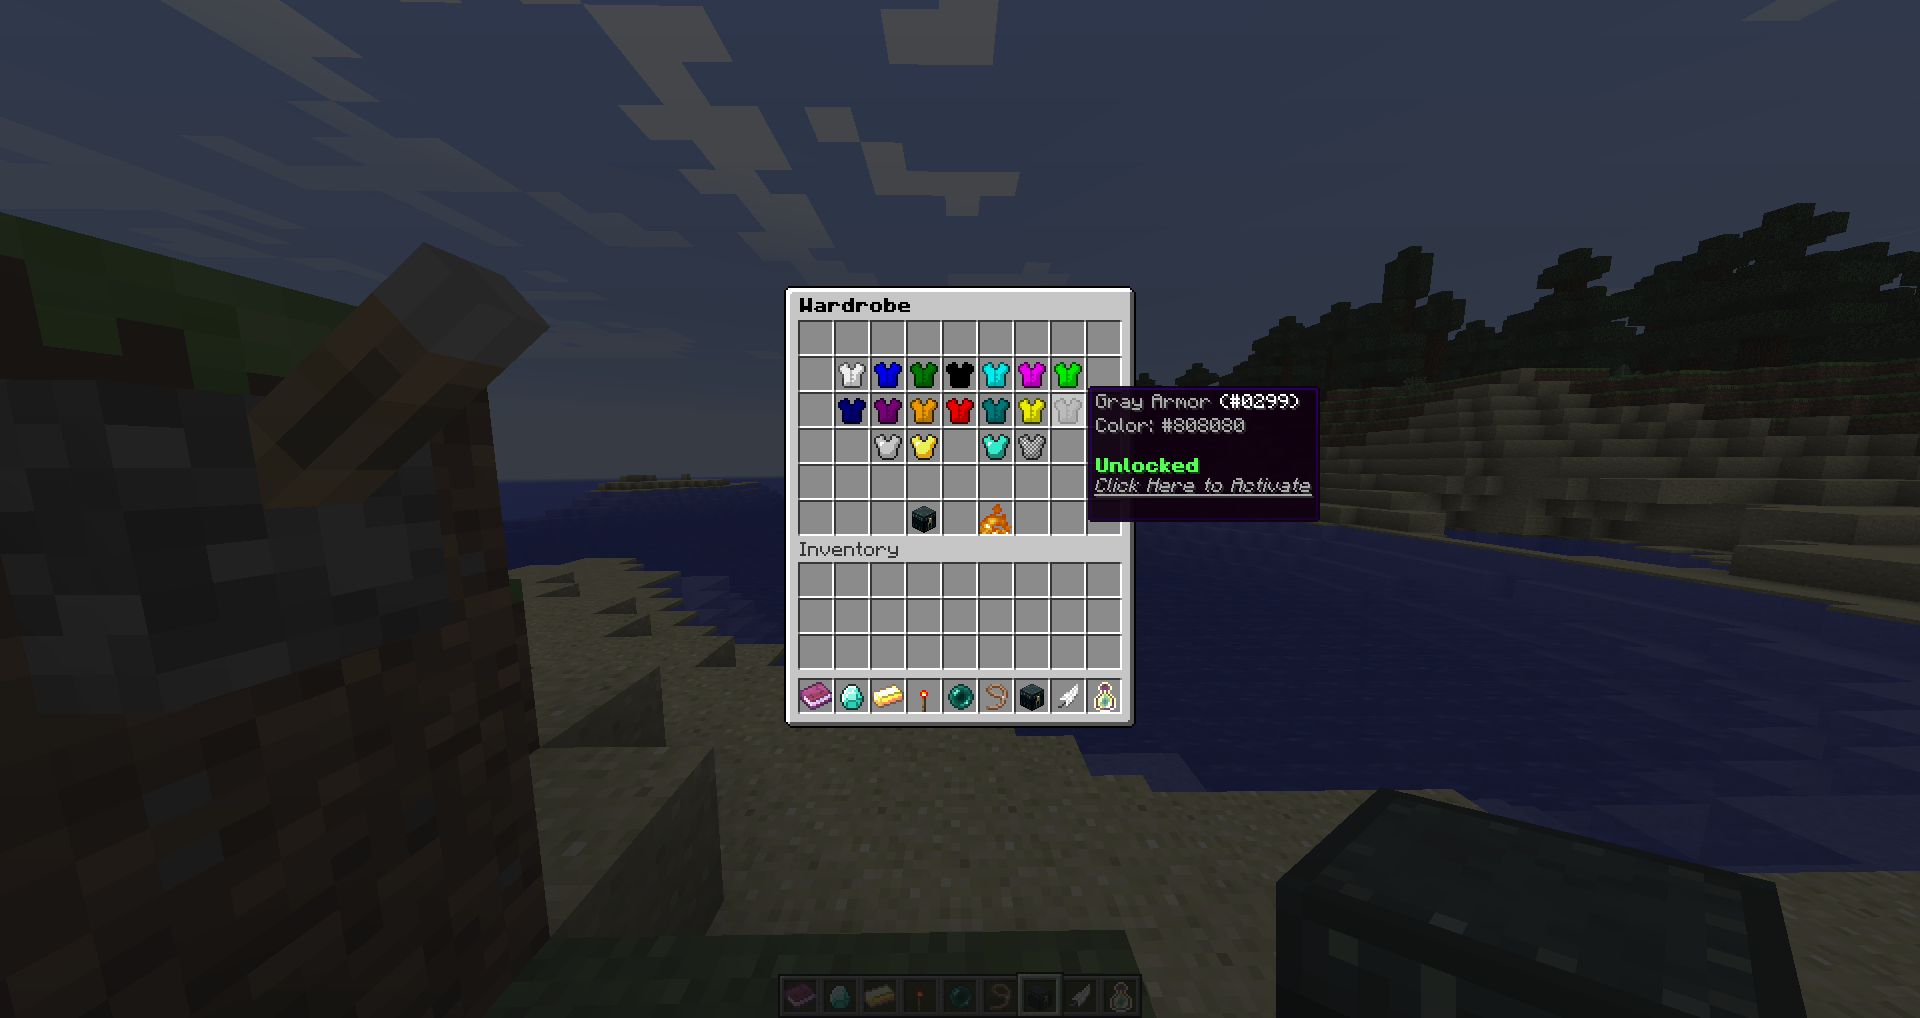 Wardrobe
Gray Armor (#0299)
Color: #808080
Unlocked
Click Here to Activate
Inventory